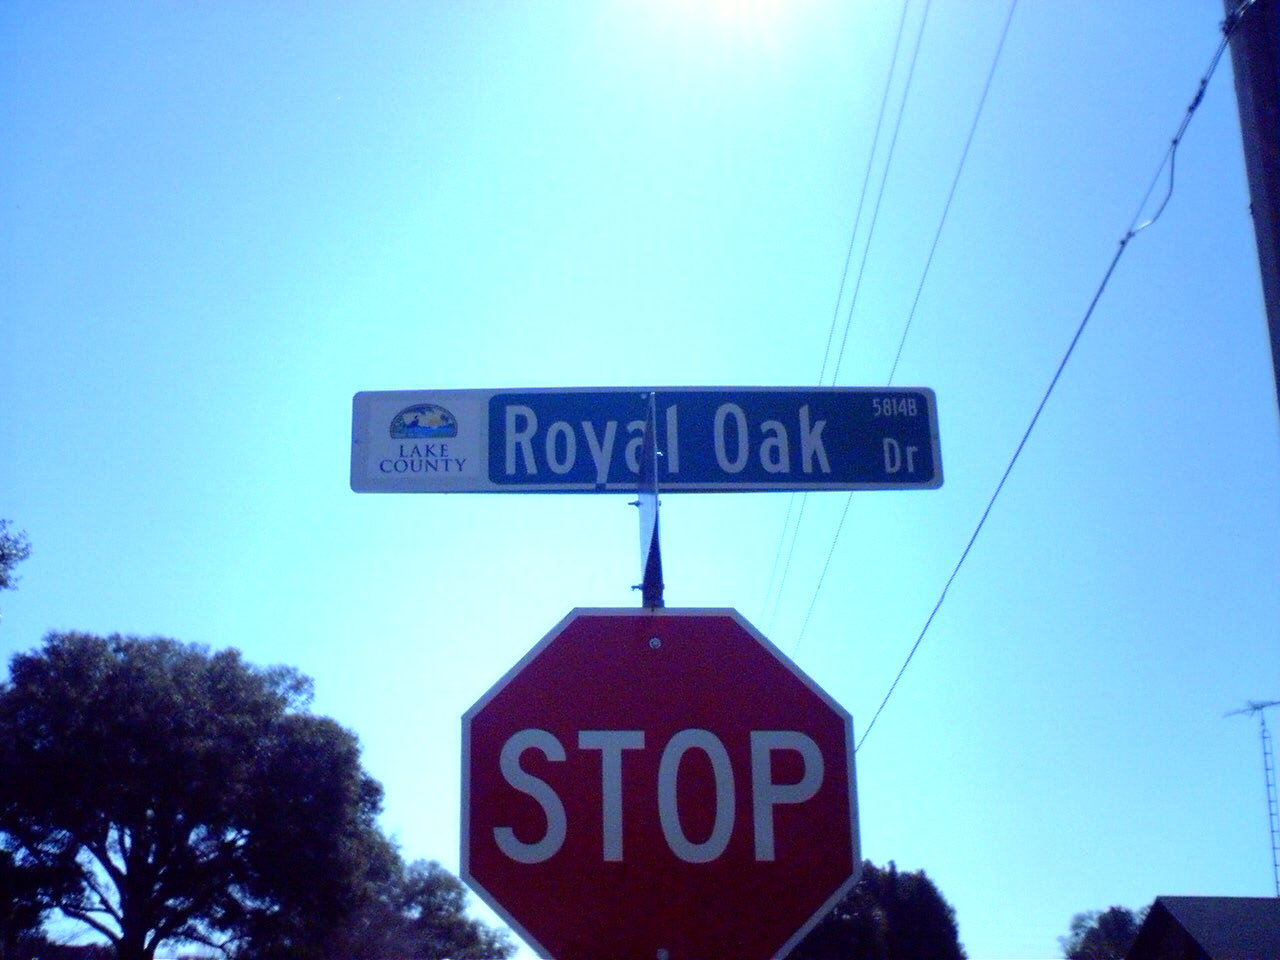 LAKE
COUNTY
Royal Oak
5814B
Dr
STOP